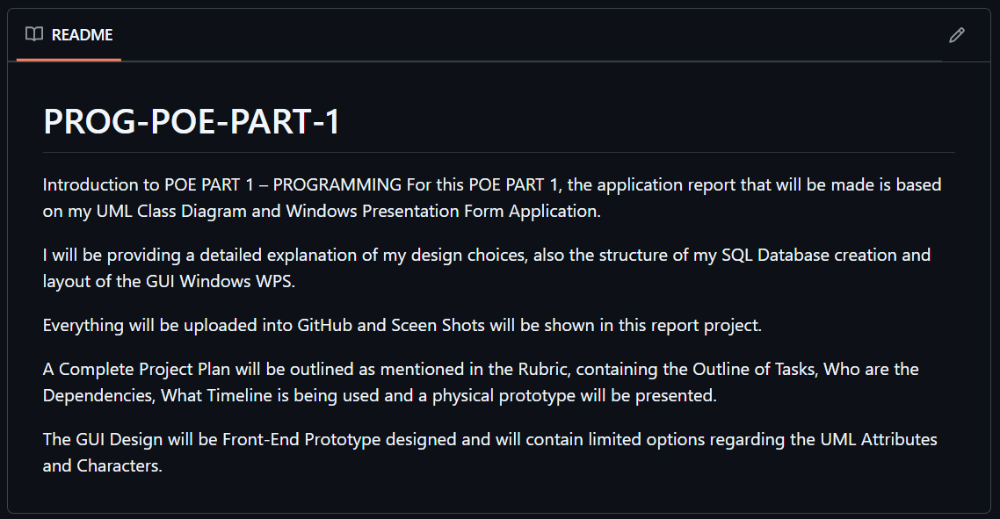 README
PROG-POE-PART-1
Introduction to POE PART 1 – PROGRAMMING For this POE PART 1, the application report that will be made is based
on my UML Class Diagram and Windows Presentation Form Application.
I will be providing a detailed explanation of my design choices, also the structure of my SQL Database creation and
layout of the GUI Windows WPS.
Everything will be uploaded into GitHub and Sceen Shots will be shown in this report project.
A Complete Project Plan will be outlined as mentioned in the Rubric, containing the Outline of Tasks, Who are the
Dependencies, What Timeline is being used and a physical prototype will be presented.
The GUI Design will be Front-End Prototype designed and will contain limited options regarding the UML Attributes
and Characters.